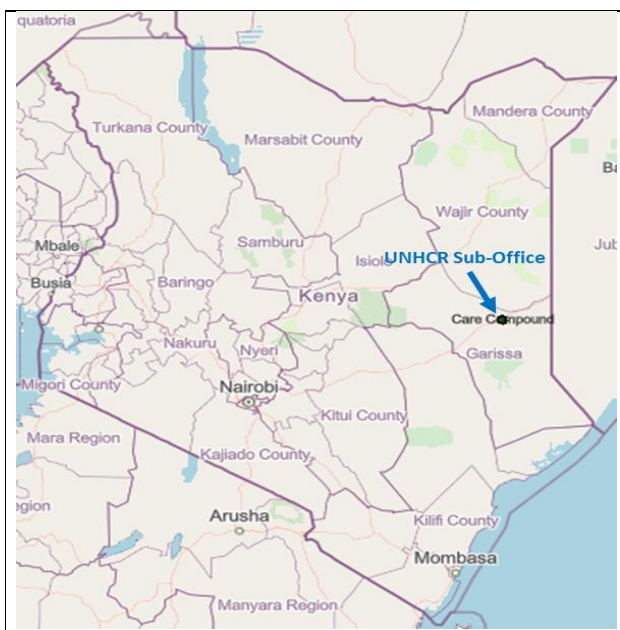 quatoria
Mandera County
Turkana County
Marsabit County
Ba
Wajir County
Mbale
Samburu
Isiolo
Jub
UNHCR Sub-Office
Busia
Baringo
Kenya
Care Compound
Nakuru
Nyeri
Garissa
Migori County
Nairobi
Kitui County
Mara Region
Kajiado County
egion
Arusha
Kilifi County
Mombasa
Manyara Region